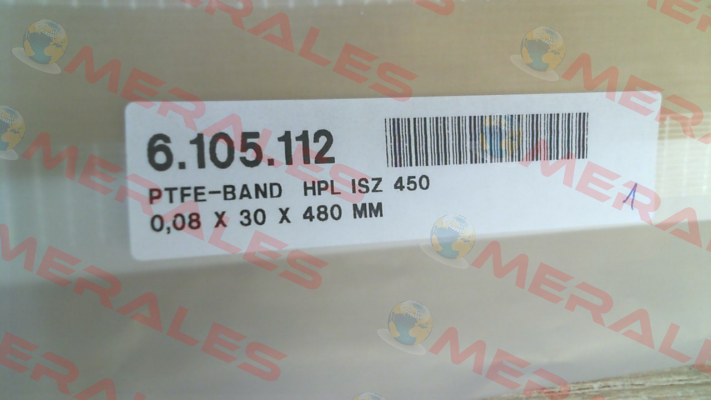 6.105.112
PTFE-BAND HPL ISZ 450
0,08 X 30 X 480 MM
1
MERALES
MERALES
MERALES
MERALES
MERALES
MERALES